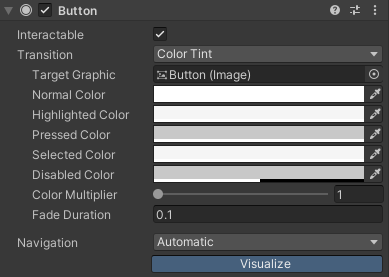 Button
Interactable
Transition Color Tint
Target Graphic Button (Image)
Normal Color
Highlighted Color
Pressed Color
Selected Color
Disabled Color
Color Multiplier 1
Fade Duration 0.1
Navigation Automatic
Visualize